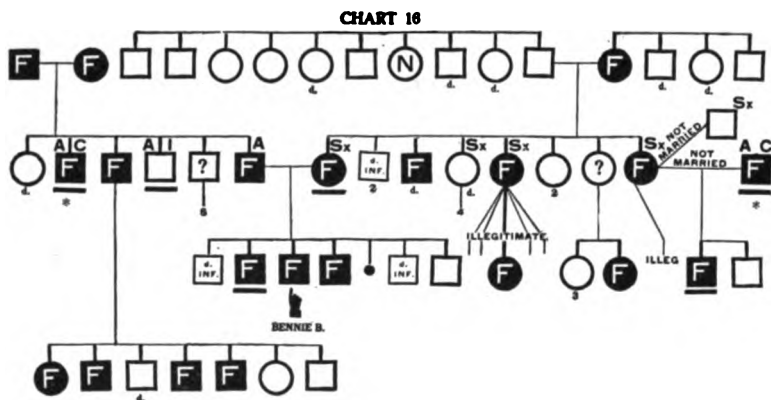 CHART 16
F F N F
d. d. d. d. d.
Sx
NOT MARRIED
A C A I A Sx Sx Sx Sx NOT MARRIED A C
F F ? F F d. INF. F F ? F F
d. 2 d. 2
* 5 4 *
ILLEGITIMATE
d. INF. F F F d. INF. F ILLEG F
3 F
BENNIE B.
F F F F
d.